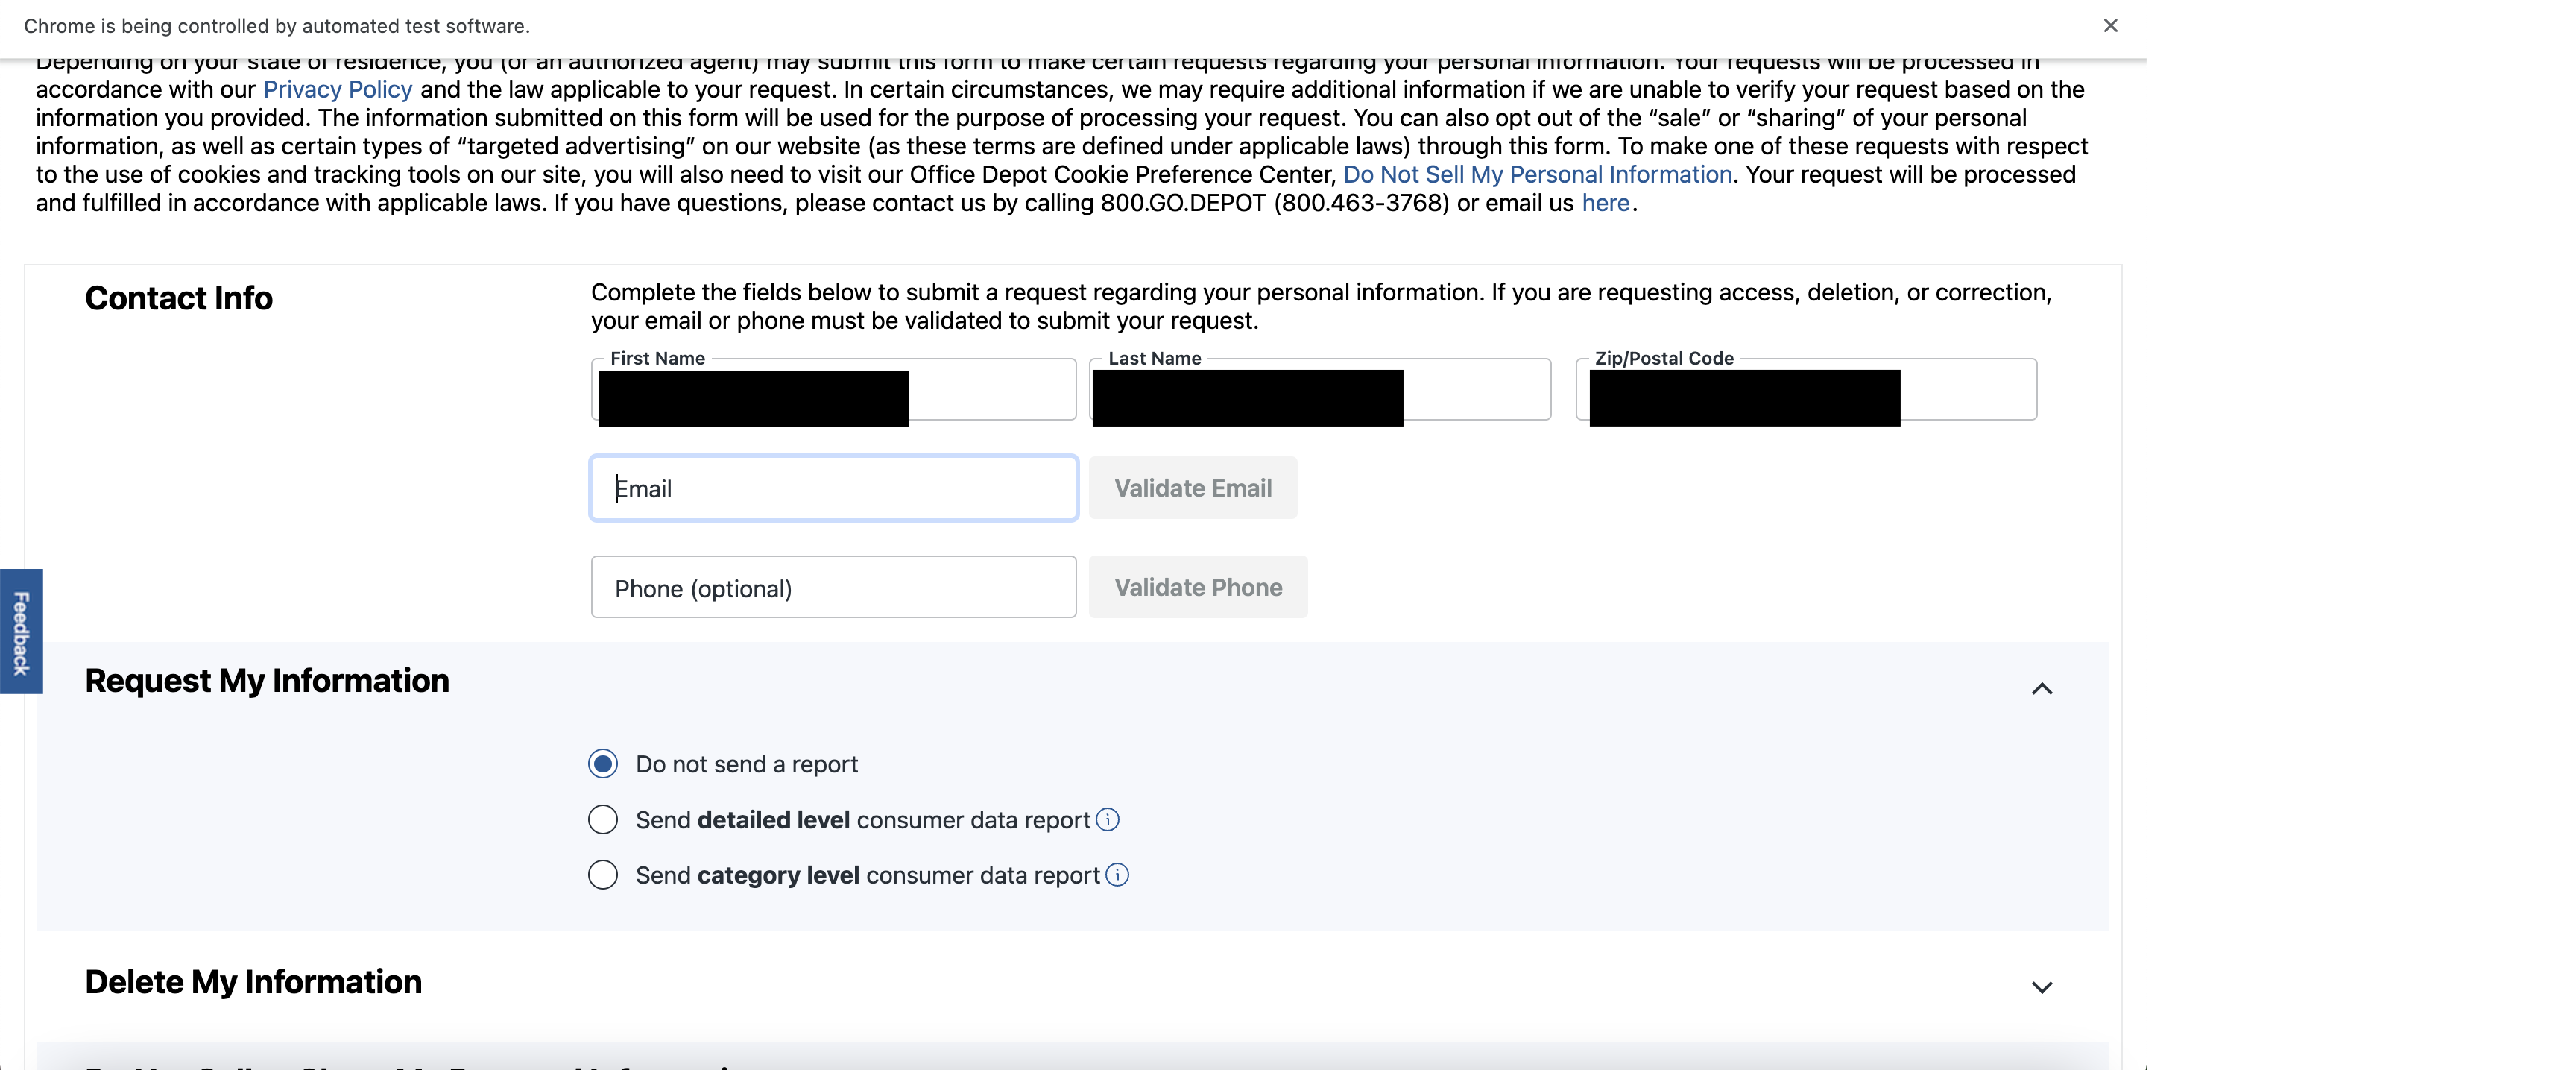 Chrome is being controlled by automated test software.
Depending on your state of residence, you (or an authorized agent) may submit this form to make certain requests regarding your personal information. Your requests will be processed in
accordance with our Privacy Policy and the law applicable to your request. In certain circumstances, we may require additional information if we are unable to verify your request based on the
information you provided. The information submitted on this form will be used for the purpose of processing your request. You can also opt out of the “sale” or “sharing” of your personal
information, as well as certain types of “targeted advertising” on our website (as these terms are defined under applicable laws) through this form. To make one of these requests with respect
to the use of cookies and tracking tools on our site, you will also need to visit our Office Depot Cookie Preference Center, Do Not Sell My Personal Information. Your request will be processed
and fulfilled in accordance with applicable laws. If you have questions, please contact us by calling 800.GO.DEPOT (800.463-3768) or email us here.
Contact Info
Complete the fields below to submit a request regarding your personal information. If you are requesting access, deletion, or correction,
your email or phone must be validated to submit your request.
First Name
Last Name
Zip/Postal Code
Email
Validate Email
Phone (optional)
Validate Phone
Feedback
Request My Information
Do not send a report
Send detailed level consumer data report
Send category level consumer data report
Delete My Information